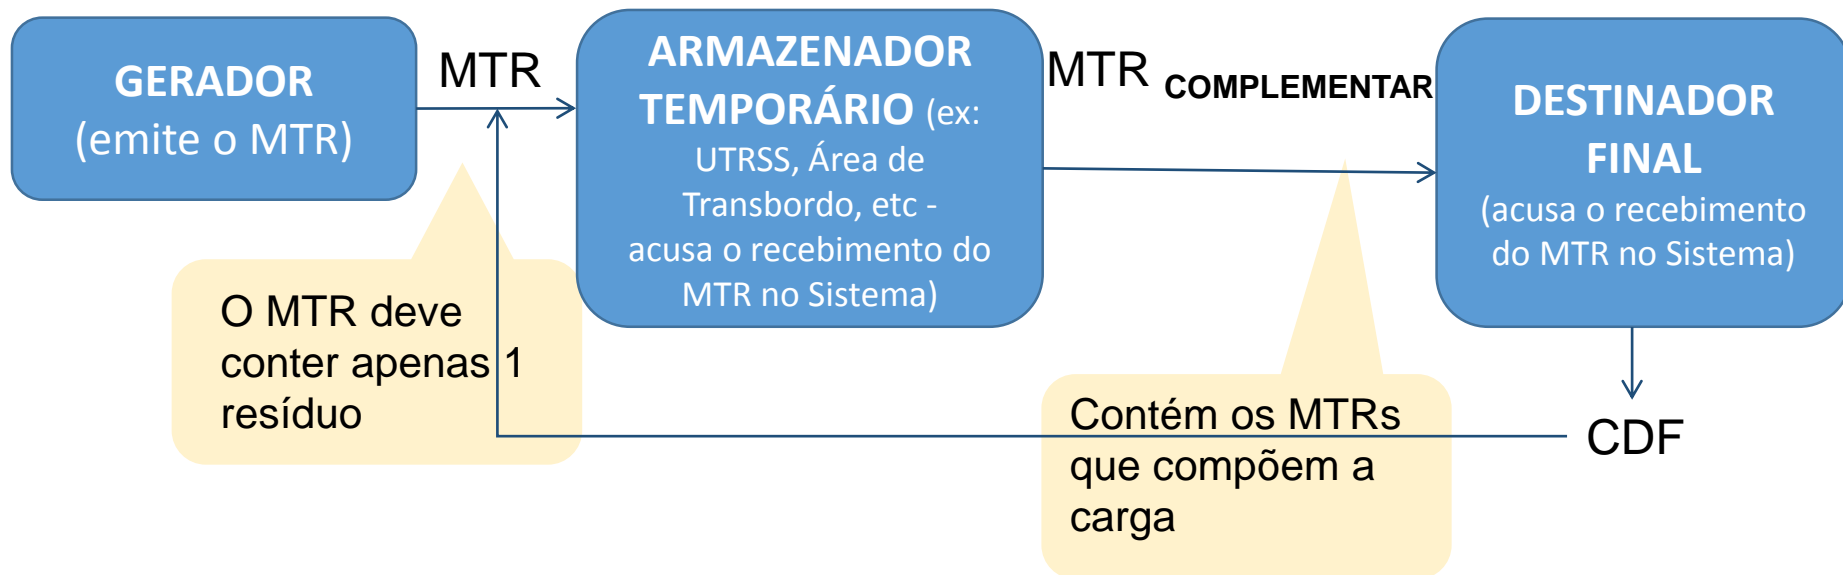 GERADOR
(emite o MTR)
MTR
ARMAZENADOR
TEMPORÁRIO (ex:
UTRSS, Área de
Transbordo, etc -
acusa o recebimento do
MTR no Sistema)
MTR COMPLEMENTAR
DESTINADOR
FINAL
(acusa o recebimento
do MTR no Sistema)
O MTR deve
conter apenas 1
resíduo
Contém os MTRs
que compõem a
carga
CDF